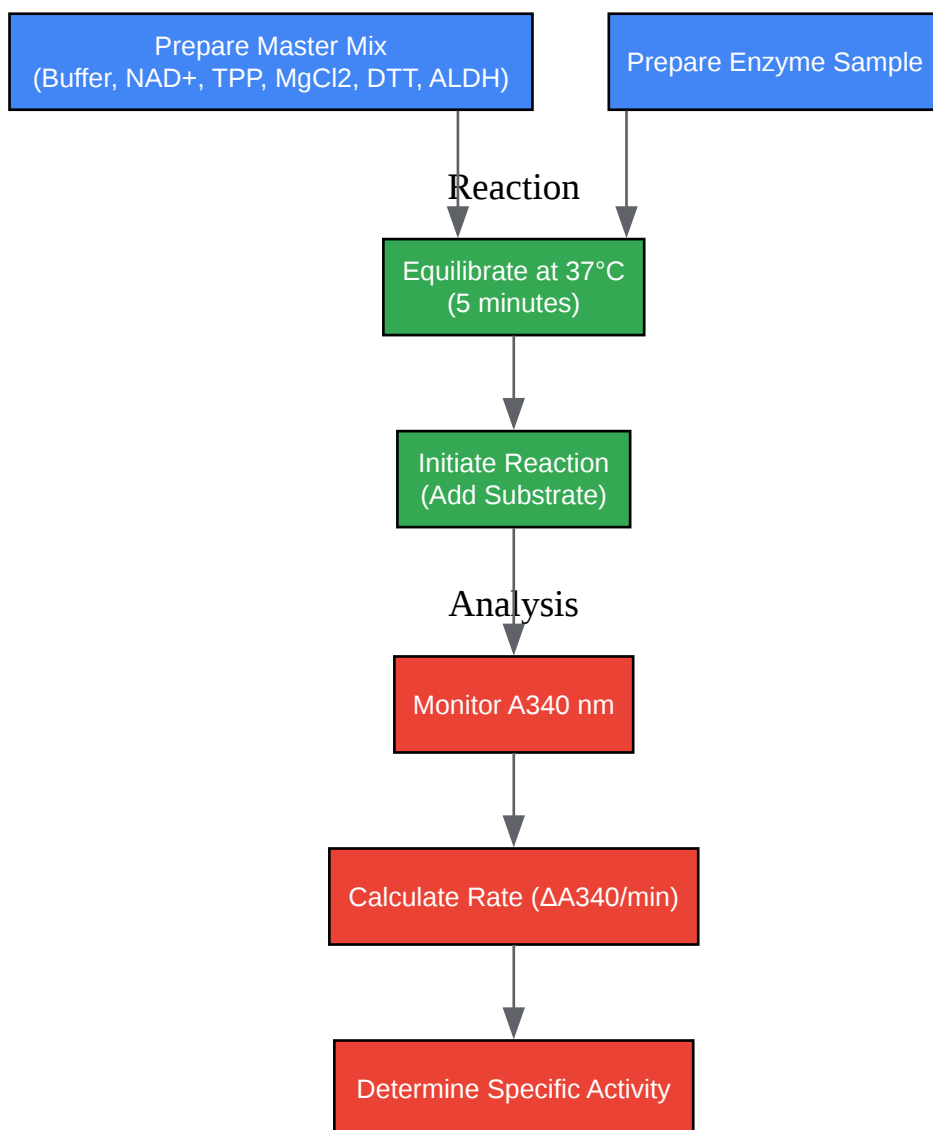 Prepare Master Mix
(Buffer, NAD+, TPP, MgCl2, DTT, ALDH)
Prepare Enzyme Sample
Reaction
Equilibrate at 37°C
(5 minutes)
Initiate Reaction
(Add Substrate)
Analysis
Monitor A340 nm
Calculate Rate (ΔA340/min)
Determine Specific Activity